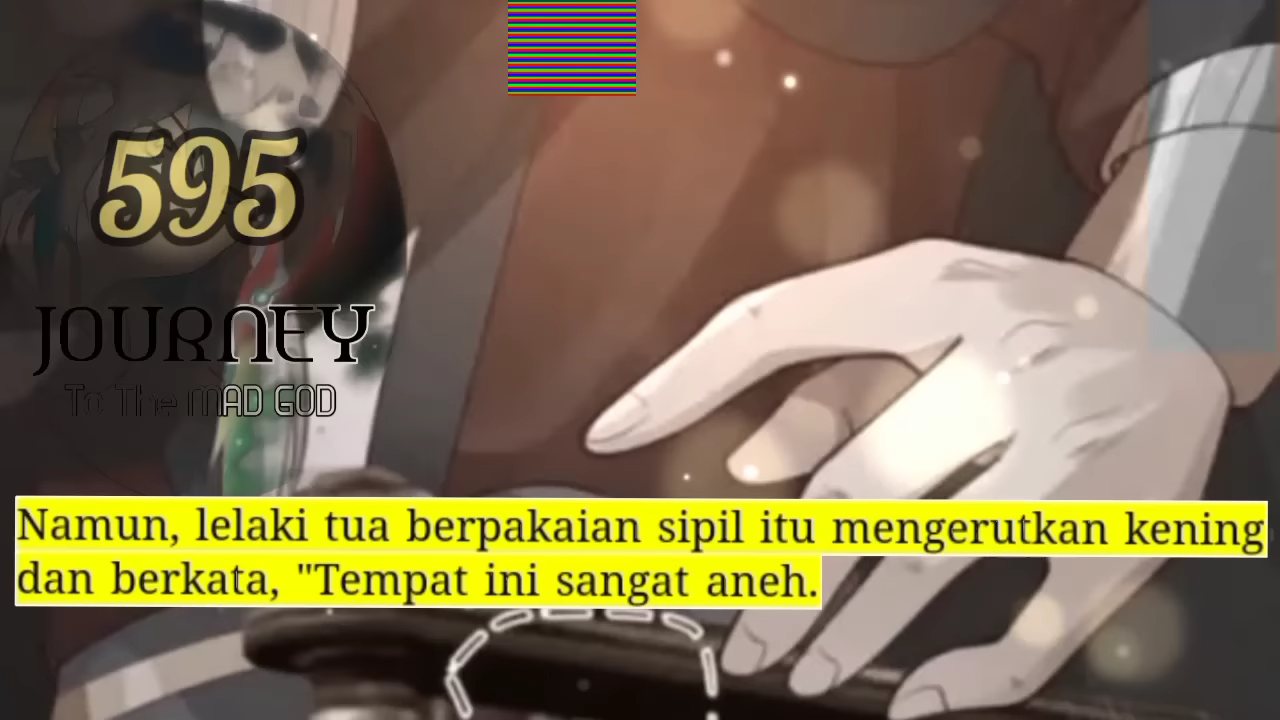 595
JOURNEY
To The MAD GOD
Namun, lelaki tua berpakaian sipil itu mengerutkan kening
dan berkata, "Tempat ini sangat aneh.